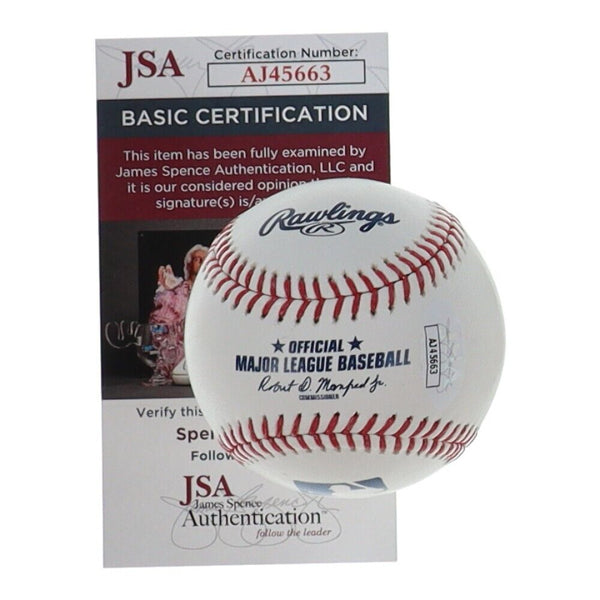 JSA
Certification Number:
AJ45663
BASIC CERTIFICATION
This item has been fully examined by
James Spence Authentication, LLC and
it is our considered opinion
signature(s) is/
Rawlings
R
★ OFFICIAL ★
MAJOR LEAGUE BASEBALL
Robert D. Manfred Jr.
COMMISSIONER
AJ45663
Verify this
Follow
JSA
James Spence
Authentication™
follow the leader